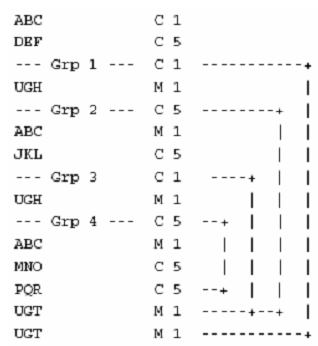 ABC C 1
DEF C 5
--- Grp 1 --- C 1 ------------+
UGH M 1 |
--- Grp 2 --- C 5 ---------+ |
ABC M 1 | |
JKL C 5 | |
--- Grp 3 C 1 -----+ | |
UGH M 1 | | |
--- Grp 4 --- C 5 --+ | | |
ABC M 1 | | | |
MNO C 5 | | | |
PQR C 5 --+ | | |
UGT M 1 -----+--+ |
UGT M 1 ------------+